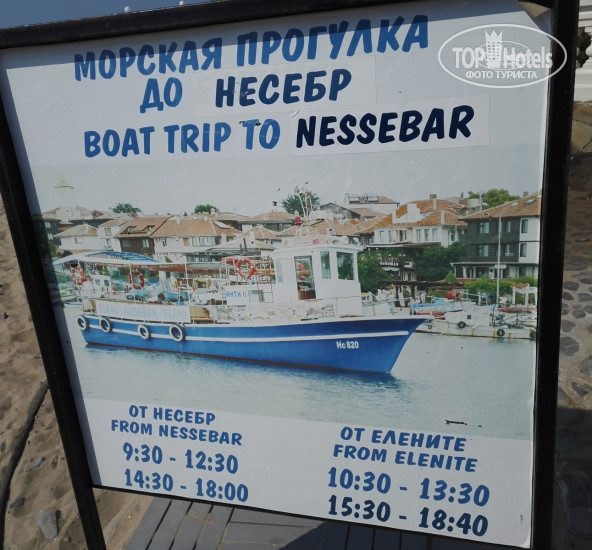 МОРСКАЯ ПРОГУЛКА
ДО НЕСЕБР
BOAT TRIP TO NESSEBAR
TOP Hotels
ФОТО ТУРИСТА
Нс 820
ОТ НЕСЕБР
FROM NESSEBAR
9:30 - 12:30
14:30 - 18:00
ОТ ЕЛЕНИТЕ
FROM ELENITE
10:30 - 13:30
15:30 - 18:40